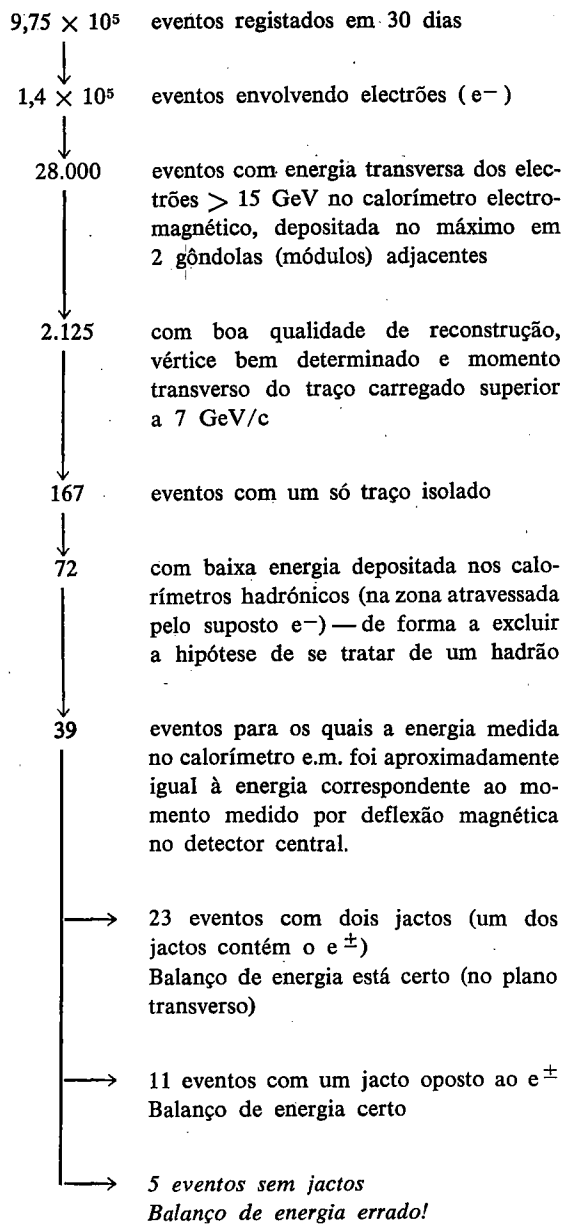 9,75 × 10⁵ eventos registados em 30 dias
1,4 × 10⁵ eventos envolvendo electrões (e⁻)
28.000 eventos com energia transversa dos elec-
trões > 15 GeV no calorímetro electro-
magnético, depositada no máximo em
2 gôndolas (módulos) adjacentes
2.125 com boa qualidade de reconstrução,
vértice bem determinado e momento
transverso do traço carregado superior
a 7 GeV/c
167 eventos com um só traço isolado
72 com baixa energia depositada nos calo-
rímetros hadrónicos (na zona atravessada
pelo suposto e⁻) — de forma a excluir
a hipótese de se tratar de um hadrão
39 eventos para os quais a energia medida
no calorímetro e.m. foi aproximadamente
igual à energia correspondente ao mo-
mento medido por deflexão magnética
no detector central.
23 eventos com dois jactos (um dos
jactos contém o e±)
Balanço de energia está certo (no plano
transverso)
11 eventos com um jacto oposto ao e±
Balanço de energia certo
5 eventos sem jactos
Balanço de energia errado!